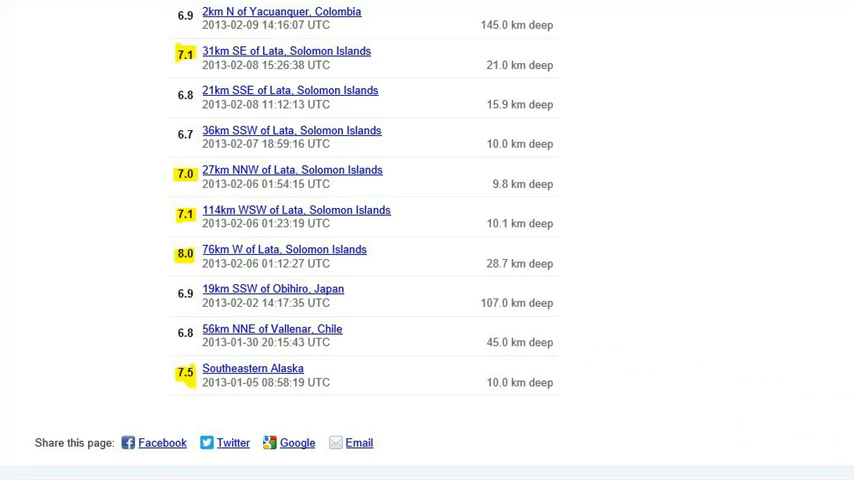 6.9 2km N of Yacuanquer, Colombia
2013-02-09 14:16:07 UTC 145.0 km deep
7.1 31km SE of Lata, Solomon Islands
2013-02-08 15:26:38 UTC 21.0 km deep
6.8 21km SSE of Lata, Solomon Islands
2013-02-08 11:12:13 UTC 15.9 km deep
6.7 36km SSW of Lata, Solomon Islands
2013-02-07 18:59:16 UTC 10.0 km deep
7.0 27km NNW of Lata, Solomon Islands
2013-02-06 01:54:15 UTC 9.8 km deep
7.1 114km WSW of Lata, Solomon Islands
2013-02-06 01:23:19 UTC 10.1 km deep
8.0 76km W of Lata, Solomon Islands
2013-02-06 01:12:27 UTC 28.7 km deep
6.9 19km SSW of Obihiro, Japan
2013-02-02 14:17:35 UTC 107.0 km deep
6.8 56km NNE of Vallenar, Chile
2013-01-30 20:15:43 UTC 45.0 km deep
7.5 Southeastern Alaska
2013-01-05 08:58:19 UTC 10.0 km deep
Share this page: Facebook Twitter Google Email